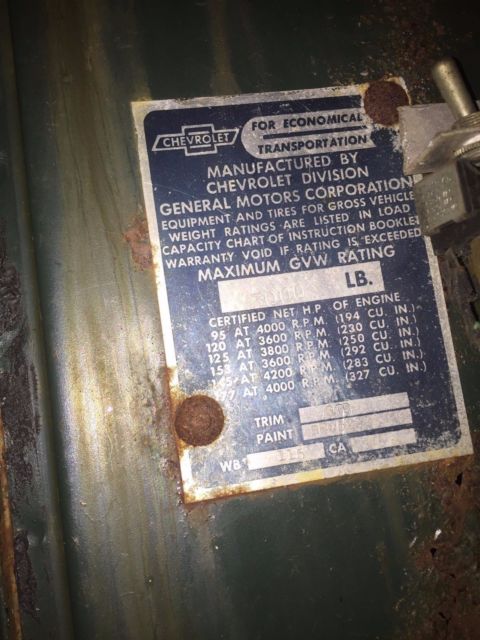 CHEVROLET
FOR ECONOMICAL
TRANSPORTATION
MANUFACTURED BY
CHEVROLET DIVISION
GENERAL MOTORS CORPORATION
EQUIPMENT AND TIRES FOR GROSS VEHICLE
WEIGHT RATINGS ARE LISTED IN LOAD
CAPACITY CHART OF INSTRUCTION BOOKLET
WARRANTY VOID IF RATING IS EXCEEDED
MAXIMUM GVW RATING
LB.
CERTIFIED NET H.P. OF ENGINE
95 AT 4000 R.P.M. (194 CU. IN.)
120 AT 3600 R.P.M. (230 CU. IN.)
125 AT 3800 R.P.M. (250 CU. IN.)
153 AT 3600 R.P.M. (292 CU. IN.)
145 AT 4200 R.P.M. (283 CU. IN.)
177 AT 4000 R.P.M. (327 CU. IN.)
TRIM
PAINT
WB 115 CA